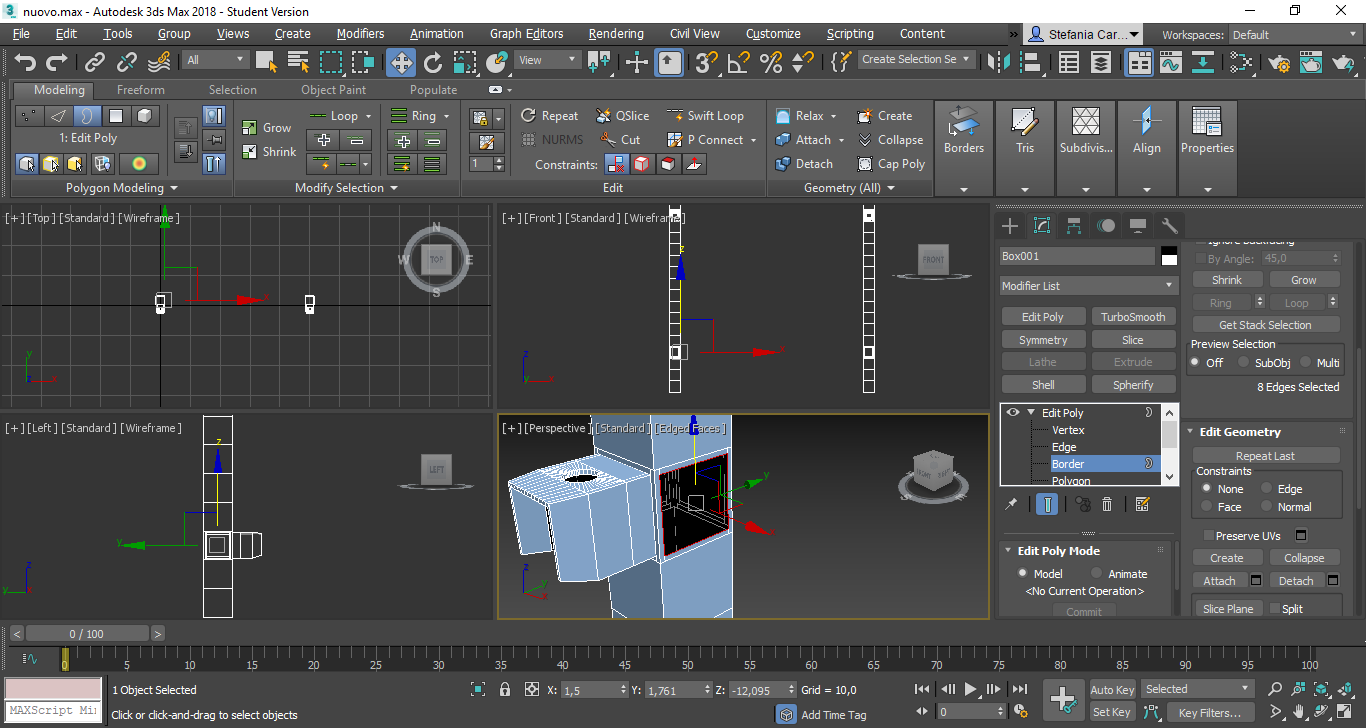 nuovo.max - Autodesk 3ds Max 2018 - Student Version
File Edit Tools Group Views Create Modifiers Animation Graph Editors Rendering Civil View Customize Scripting Content » Stefania Car... Workspaces: Default
All View Create Selection Se
Modeling Freeform Selection Object Paint Populate
1: Edit Poly
Polygon Modeling
Grow
Shrink
Loop
Ring
Modify Selection
1
Repeat QSlice Swift Loop
NURMS Cut P Connect
Constraints:
Edit
Relax Create
Attach Collapse
Detach Cap Poly
Geometry (All)
Borders
Tris
Subdivis...
Align
Properties
[+] [Top] [Standard] [Wireframe]
N
W TOP E
S
x
y
z x
[+] [Front] [Standard] [Wireframe]
FRONT
z
x
z
y x
[+] [Left] [Standard] [Wireframe]
LEFT
z
y
z
y
[+] [Perspective] [Standard] [Edged Faces]
y
x
z
y
x
Box001
Modifier List
Edit Poly TurboSmooth
Symmetry Slice
Lathe Extrude
Shell Spherify
Edit Poly
Vertex
Edge
Border
Polygon
Edit Poly Mode
Model Animate
<No Current Operation>
Commit
Ignore Backfacing
By Angle: 45,0
Shrink Grow
Ring Loop
Get Stack Selection
Preview Selection
Off SubObj Multi
8 Edges Selected
Edit Geometry
Repeat Last
Constraints
None Edge
Face Normal
Preserve UVs
Create Collapse
Attach Detach
Slice Plane Split
< 0 / 100 >
0 5 10 15 20 25 30 35 40 45 50 55 60 65 70 75 80 85 90 95 100
1 Object Selected
X: 1,5 Y: 1,761 Z: -12,095 Grid = 10,0
MAXScript Mi
Click or click-and-drag to select objects
Add Time Tag
0
Auto Key Selected
Set Key Key Filters...